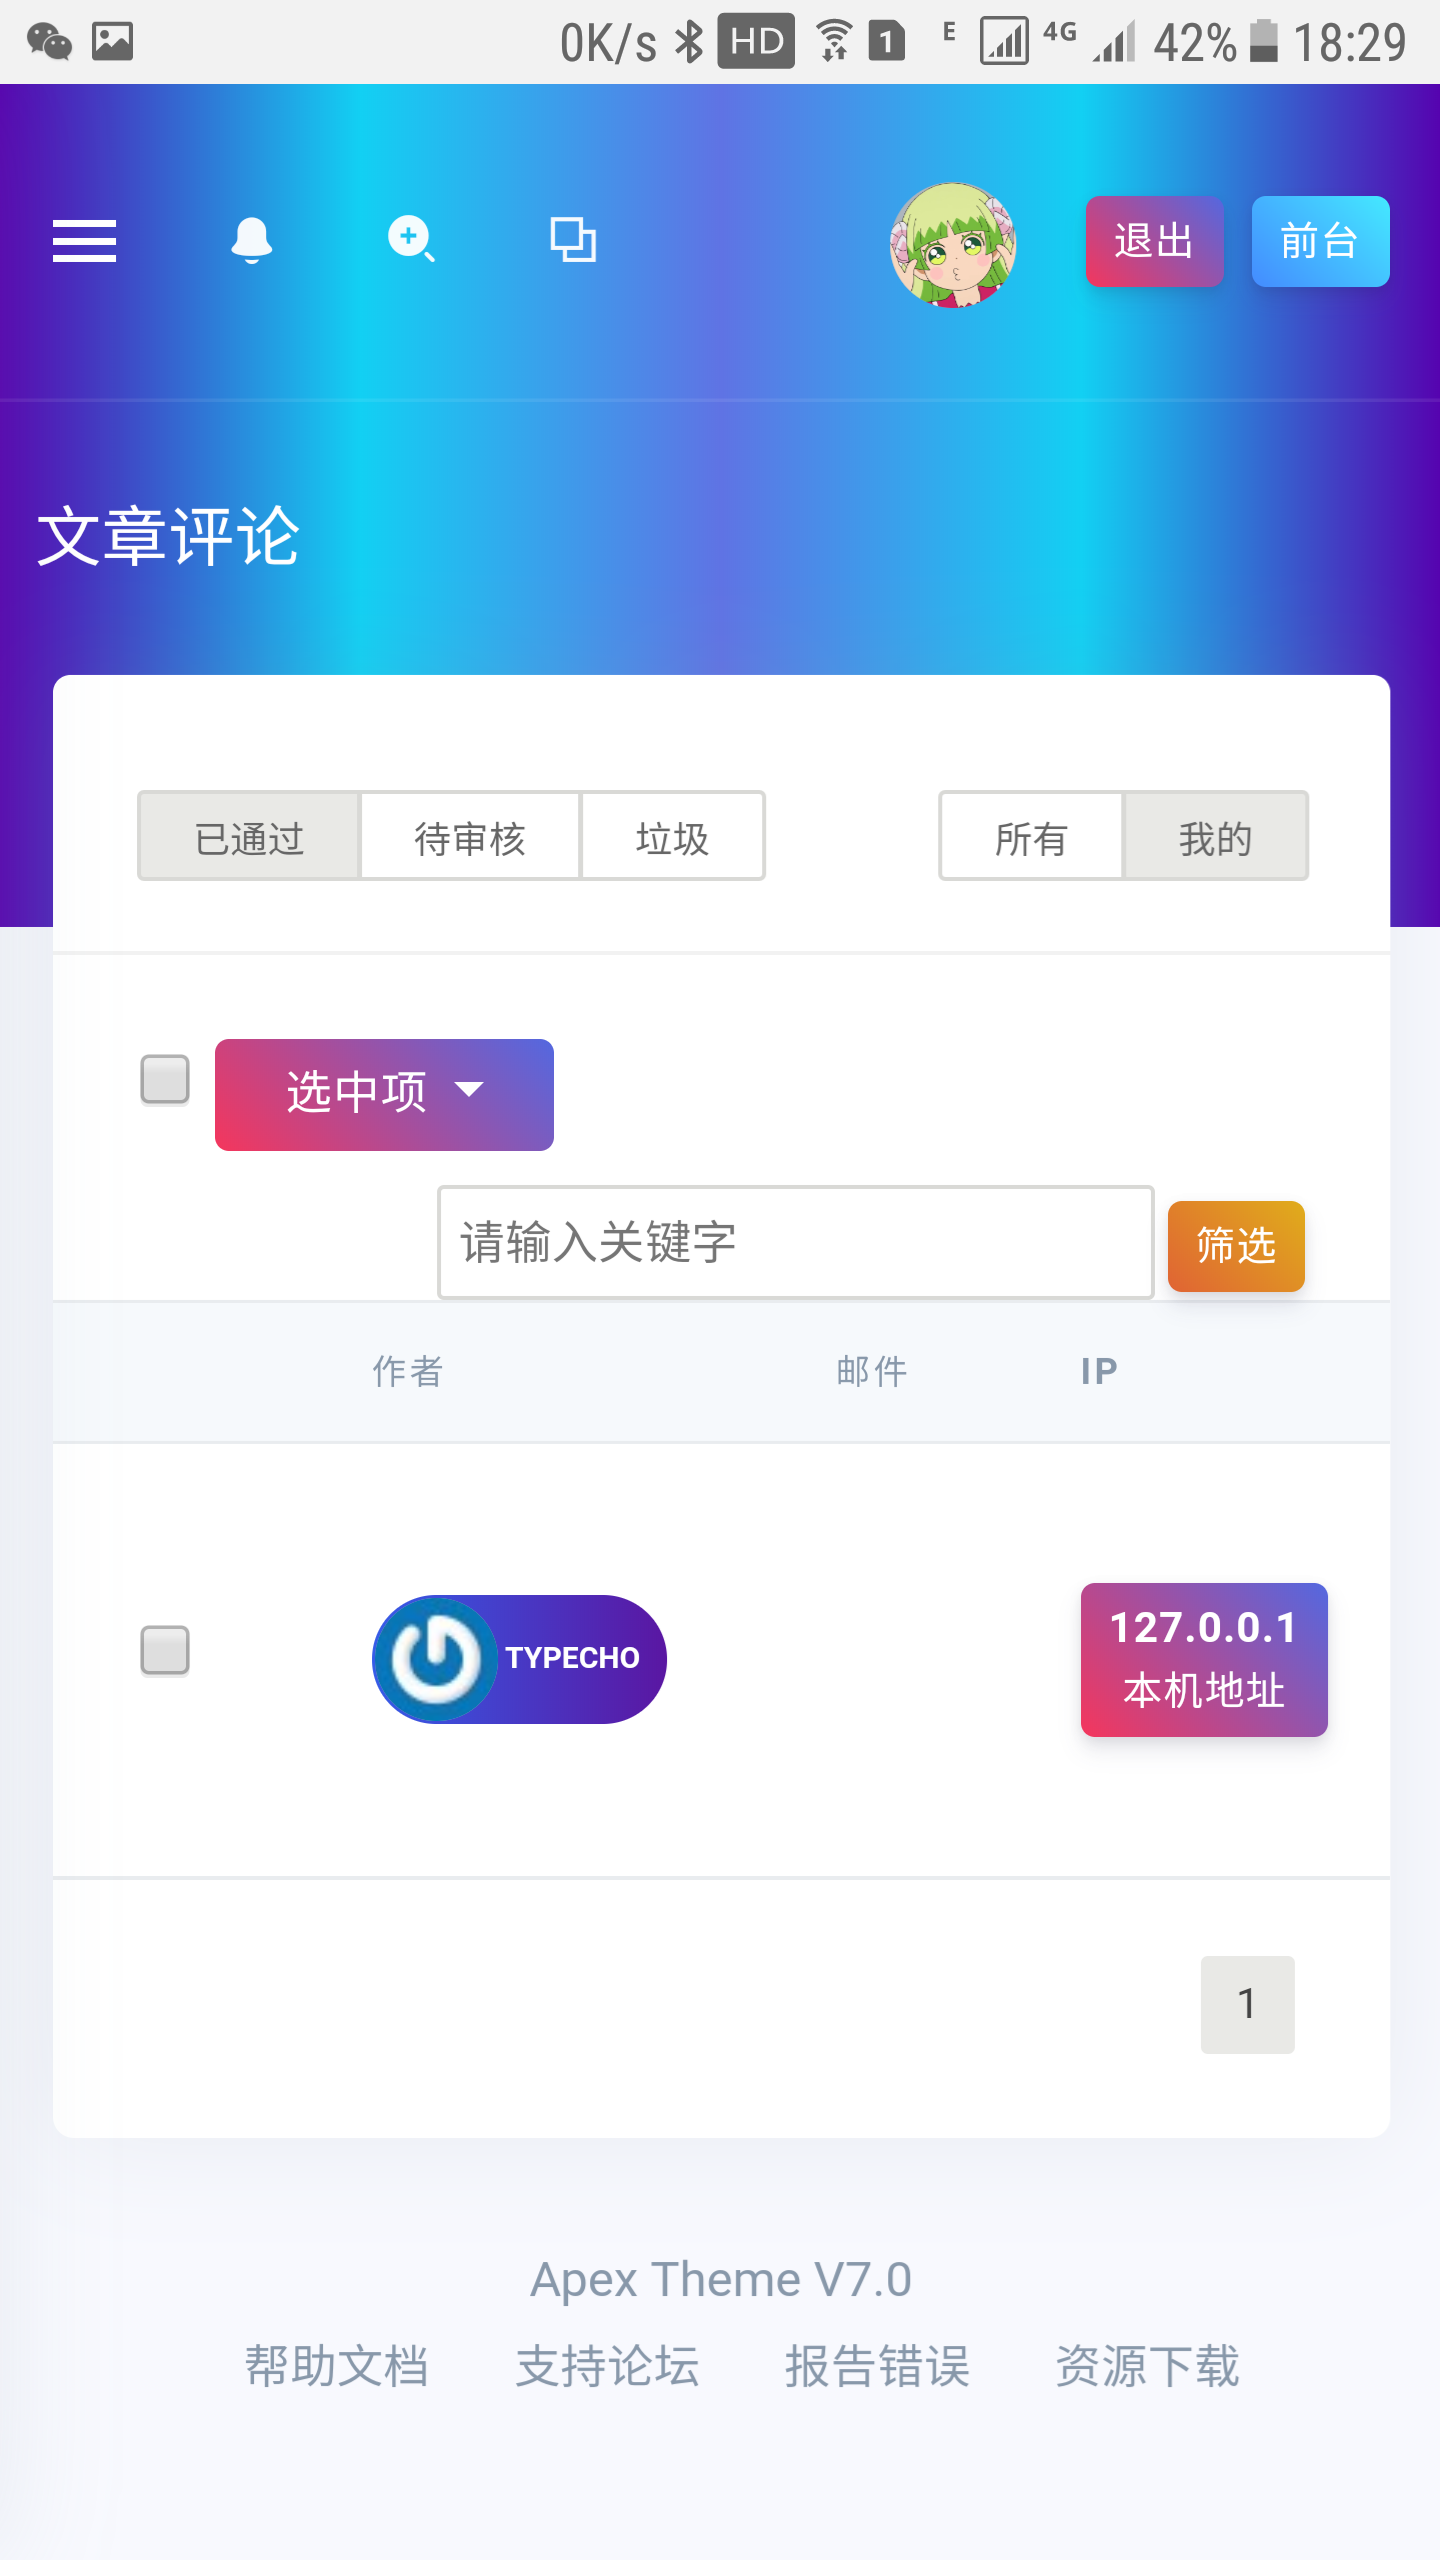 0K/s HD 1 E 4G 42% 18:29
退出 前台
文章评论
已通过 待审核 垃圾 所有 我的
选中项
请输入关键字 筛选
作者 邮件 IP
TYPECHO 127.0.0.1
本机地址
1
Apex Theme V7.0
帮助文档 支持论坛 报告错误 资源下载